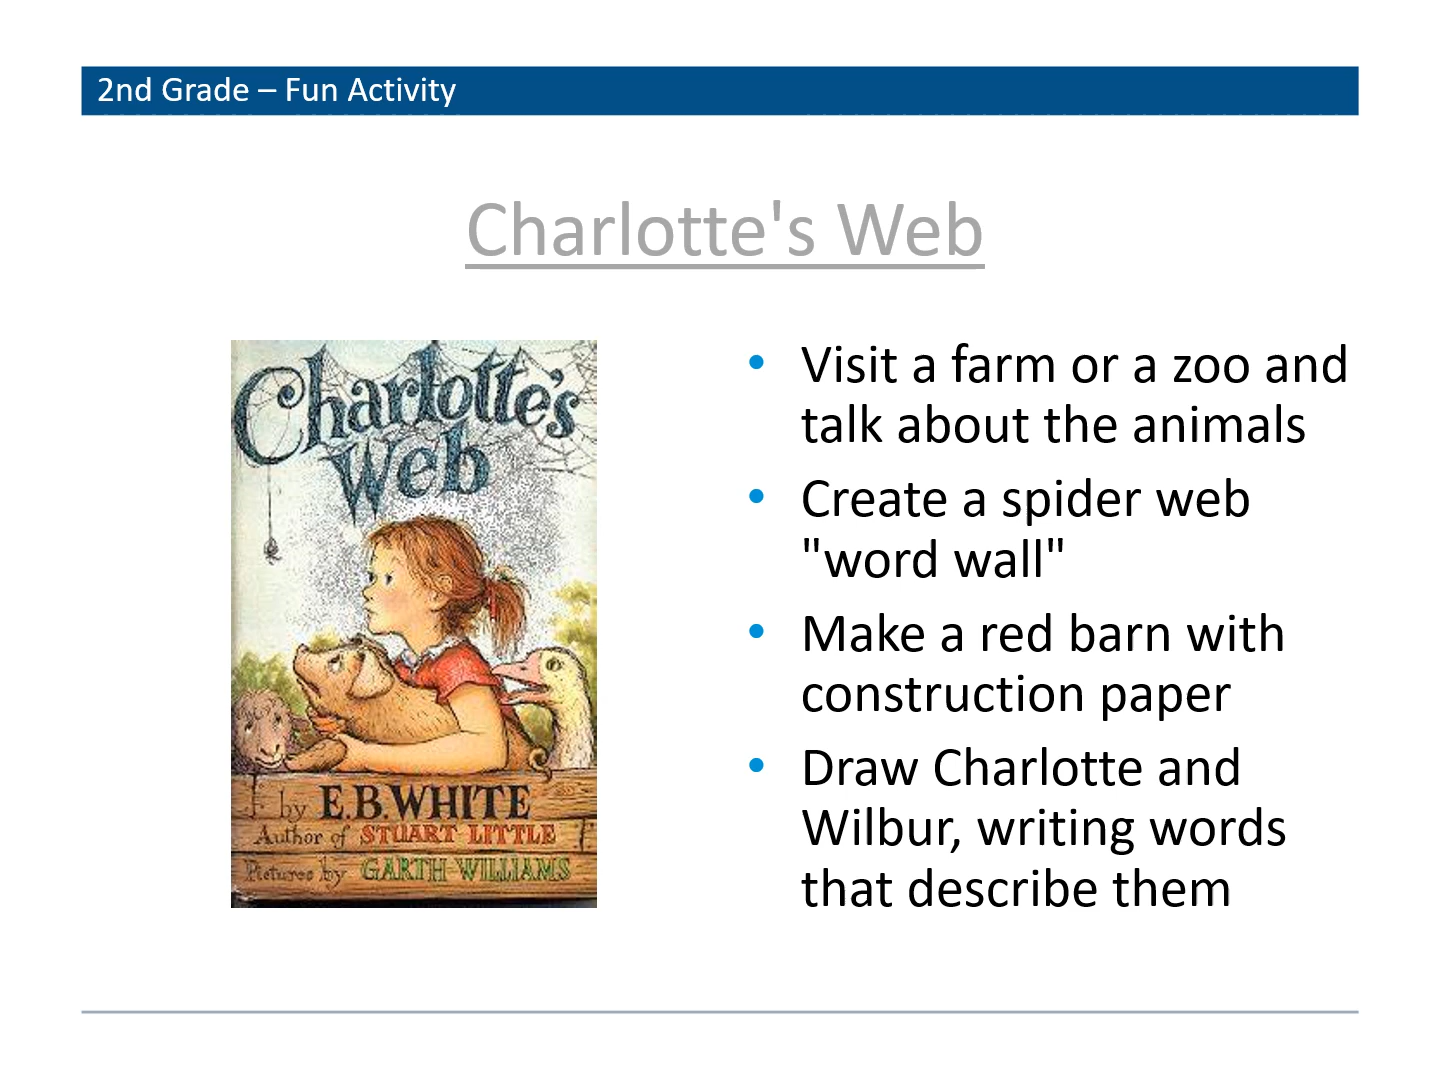 2nd Grade – Fun Activity
Charlotte's Web
Charlotte's
Web
by E.B. WHITE
Author of STUART LITTLE
Pictures by GARTH WILLIAMS
• Visit a farm or a zoo and
talk about the animals
• Create a spider web
"word wall"
• Make a red barn with
construction paper
• Draw Charlotte and
Wilbur, writing words
that describe them